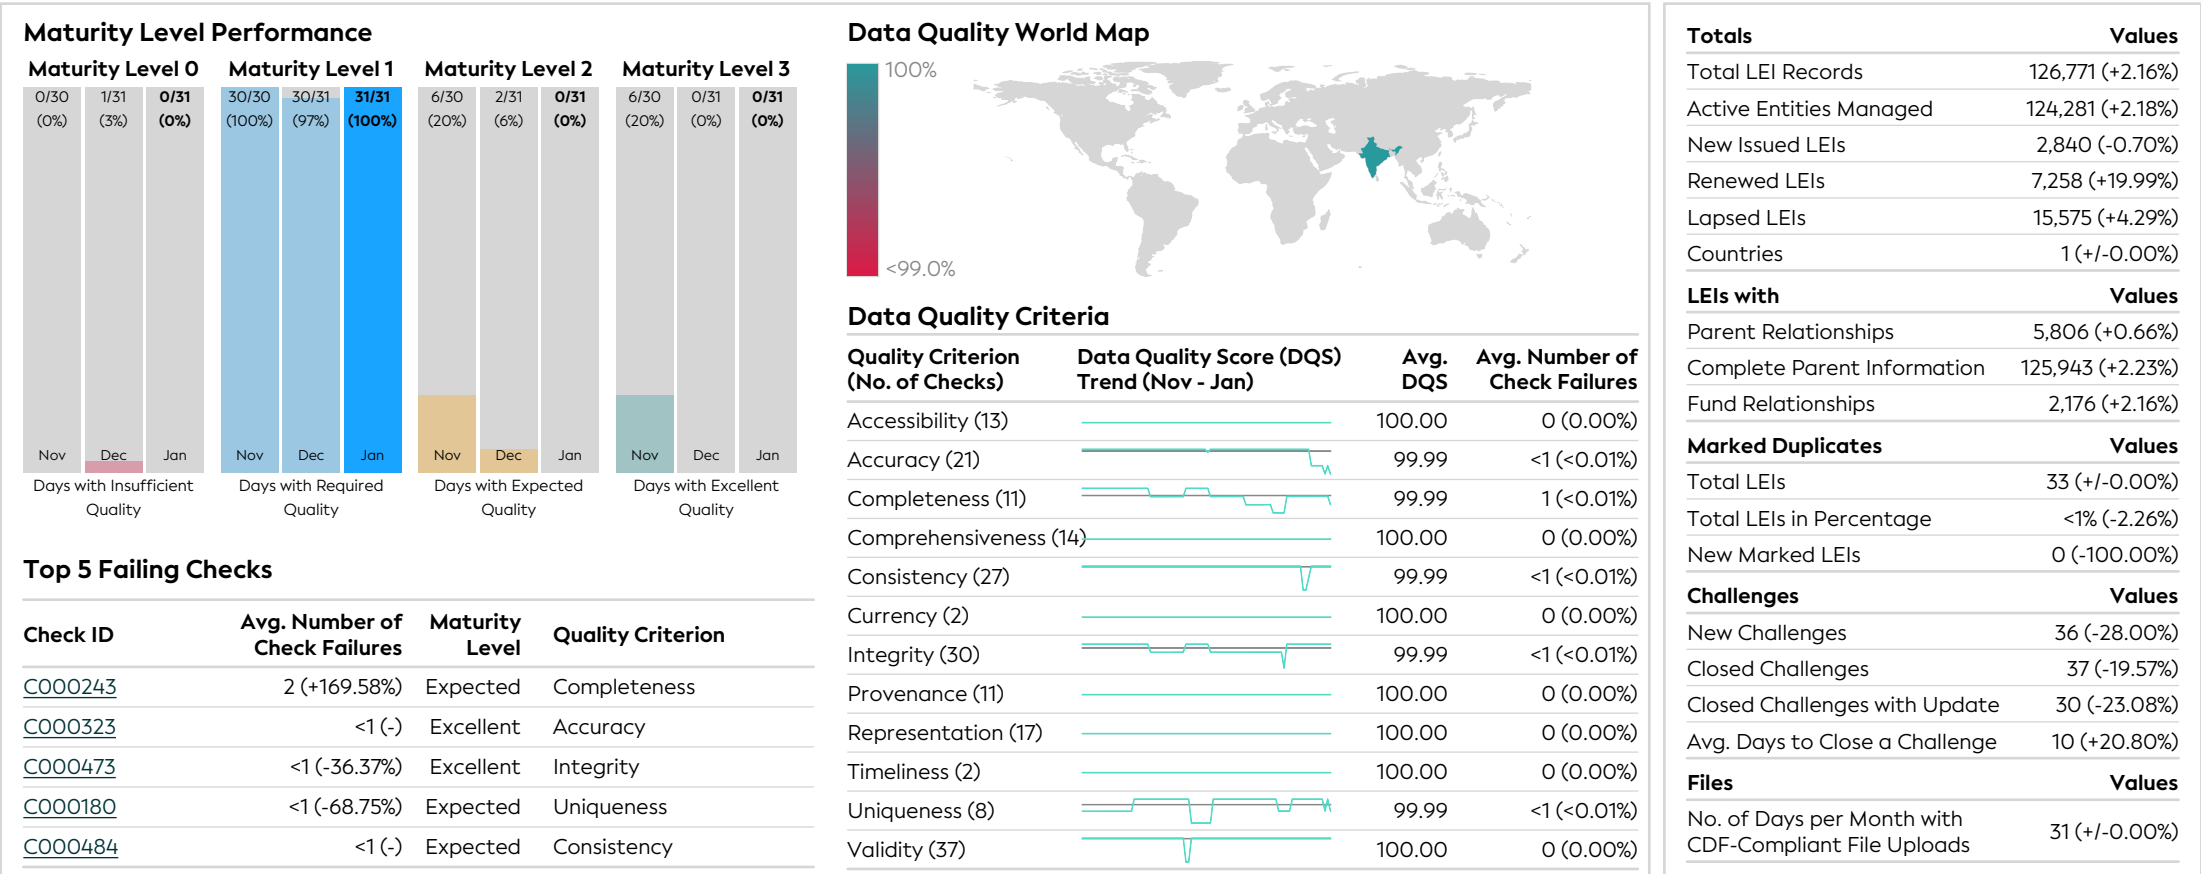 Maturity Level Performance
Maturity Level 0
0/30 1/31 0/31
(0%) (3%) (0%)
Nov Dec Jan
Days with Insufficient
Quality
Maturity Level 1
30/30 30/31 31/31
(100%) (97%) (100%)
Nov Dec Jan
Days with Required
Quality
Maturity Level 2
6/30 2/31 0/31
(20%) (6%) (0%)
Nov Dec Jan
Days with Expected
Quality
Maturity Level 3
6/30 0/31 0/31
(20%) (0%) (0%)
Nov Dec Jan
Days with Excellent
Quality
Top 5 Failing Checks
Check ID Avg. Number of Check Failures Maturity Level Quality Criterion
C000243 2 (+169.58%) Expected Completeness
C000323 <1 (-) Excellent Accuracy
C000473 <1 (-36.37%) Excellent Integrity
C000180 <1 (-68.75%) Expected Uniqueness
C000484 <1 (-) Expected Consistency
Data Quality World Map
100%
<99.0%
Data Quality Criteria
Quality Criterion (No. of Checks) Data Quality Score (DQS) Trend (Nov - Jan) Avg. DQS Avg. Number of Check Failures
Accessibility (13) 100.00 0 (0.00%)
Accuracy (21) 99.99 <1 (<0.01%)
Completeness (11) 99.99 1 (<0.01%)
Comprehensiveness (14) 100.00 0 (0.00%)
Consistency (27) 99.99 <1 (<0.01%)
Currency (2) 100.00 0 (0.00%)
Integrity (30) 99.99 <1 (<0.01%)
Provenance (11) 100.00 0 (0.00%)
Representation (17) 100.00 0 (0.00%)
Timeliness (2) 100.00 0 (0.00%)
Uniqueness (8) 99.99 <1 (<0.01%)
Validity (37) 100.00 0 (0.00%)
Totals Values
Total LEI Records 126,771 (+2.16%)
Active Entities Managed 124,281 (+2.18%)
New Issued LEIs 2,840 (-0.70%)
Renewed LEIs 7,258 (+19.99%)
Lapsed LEIs 15,575 (+4.29%)
Countries 1 (+/-0.00%)
LEIs with Values
Parent Relationships 5,806 (+0.66%)
Complete Parent Information 125,943 (+2.23%)
Fund Relationships 2,176 (+2.16%)
Marked Duplicates Values
Total LEIs 33 (+/-0.00%)
Total LEIs in Percentage <1% (-2.26%)
New Marked LEIs 0 (-100.00%)
Challenges Values
New Challenges 36 (-28.00%)
Closed Challenges 37 (-19.57%)
Closed Challenges with Update 30 (-23.08%)
Avg. Days to Close a Challenge 10 (+20.80%)
Files Values
No. of Days per Month with
CDF-Compliant File Uploads 31 (+/-0.00%)